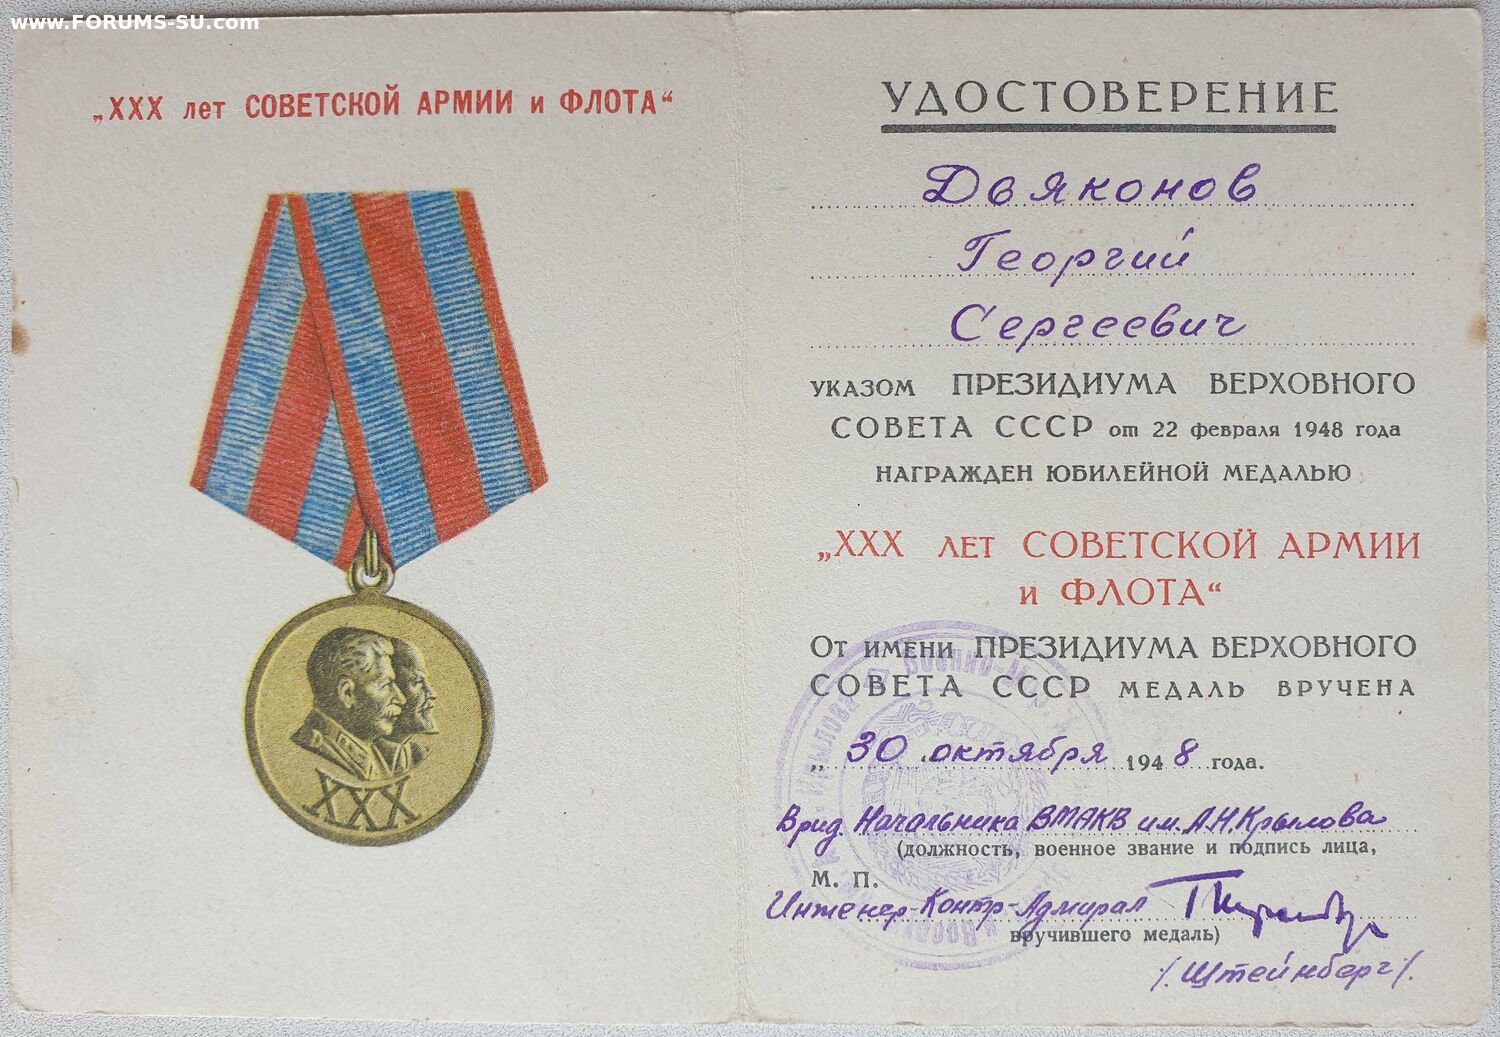 www.FORUMS-SU.com
„XXX лет СОВЕТСКОЙ АРМИИ и ФЛОТА“
XXX
УДОСТОВЕРЕНИЕ
Дьяконов
Георгий
Сергеевич
УКАЗОМ ПРЕЗИДИУМА ВЕРХОВНОГО
СОВЕТА СССР от 22 февраля 1948 года
НАГРАЖДЕН ЮБИЛЕЙНОЙ МЕДАЛЬЮ
„XXX ЛЕТ СОВЕТСКОЙ АРМИИ
и ФЛОТА“
От имени ПРЕЗИДИУМА ВЕРХОВНОГО
СОВЕТА СССР МЕДАЛЬ ВРУЧЕНА
„30 октября 1948 года.
Врид. Начальника ВМАКВ им. А.Н. Крылова
(должность, военное звание и подпись лица,
М. П.
Инженер-Контр-Адмирал
вручившего медаль)
/Штейнберг/.